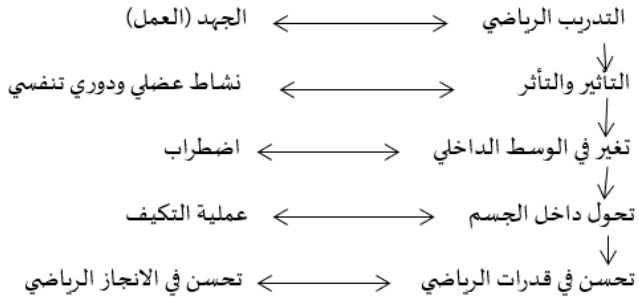 التدريب الرياضي الجهد (العمل)
التأثير والتأثر نشاط عضلي ودوري تنفسي
تغير في الوسط الداخلي اضطراب
تحول داخل الجسم عملية التكيف
تحسن في قدرات الرياضي تحسن في الانجاز الرياضي